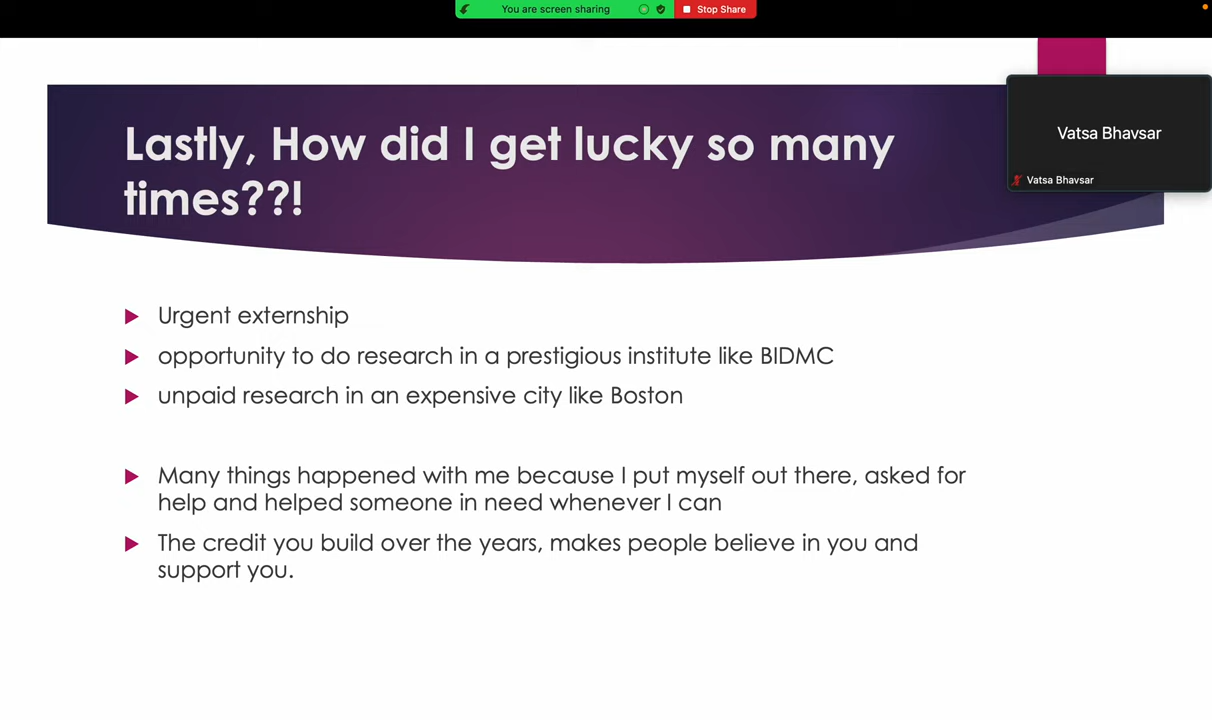 You are screen sharing
Stop Share
Lastly, How did I get lucky so many
times??!
Vatsa Bhavsar
Vatsa Bhavsar
Urgent externship
opportunity to do research in a prestigious institute like BIDMC
unpaid research in an expensive city like Boston
Many things happened with me because I put myself out there, asked for
help and helped someone in need whenever I can
The credit you build over the years, makes people believe in you and
support you.